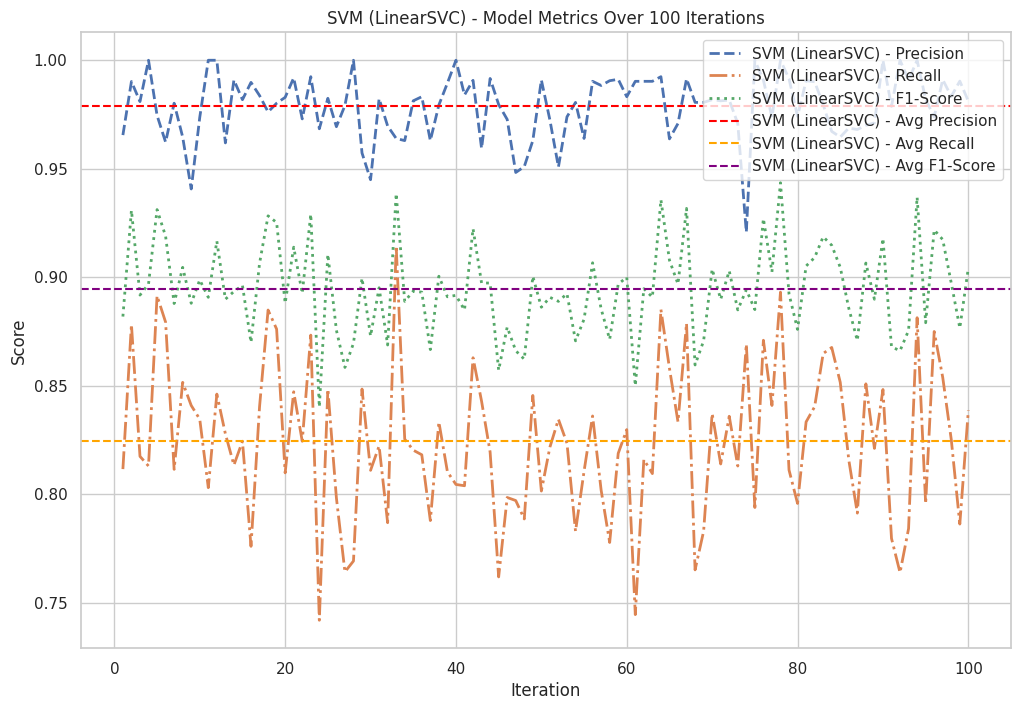 SVM (LinearSVC) - Model Metrics Over 100 Iterations
SVM (LinearSVC) - Precision
SVM (LinearSVC) - Recall
SVM (LinearSVC) - F1-Score
SVM (LinearSVC) - Avg Precision
SVM (LinearSVC) - Avg Recall
SVM (LinearSVC) - Avg F1-Score
Score
1.00
0.95
0.90
0.85
0.80
0.75
0
20
40
60
80
100
Iteration